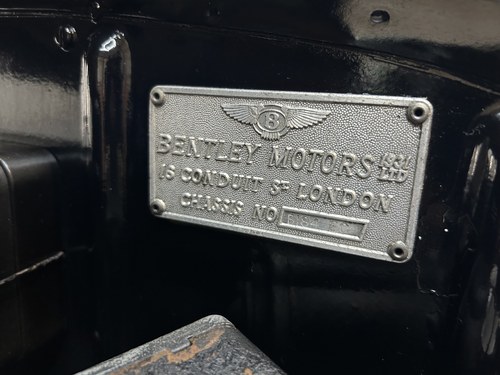 B
BENTLEY MOTORS 1931 LTD
16 CONDUIT ST. LONDON
CHASSIS NO